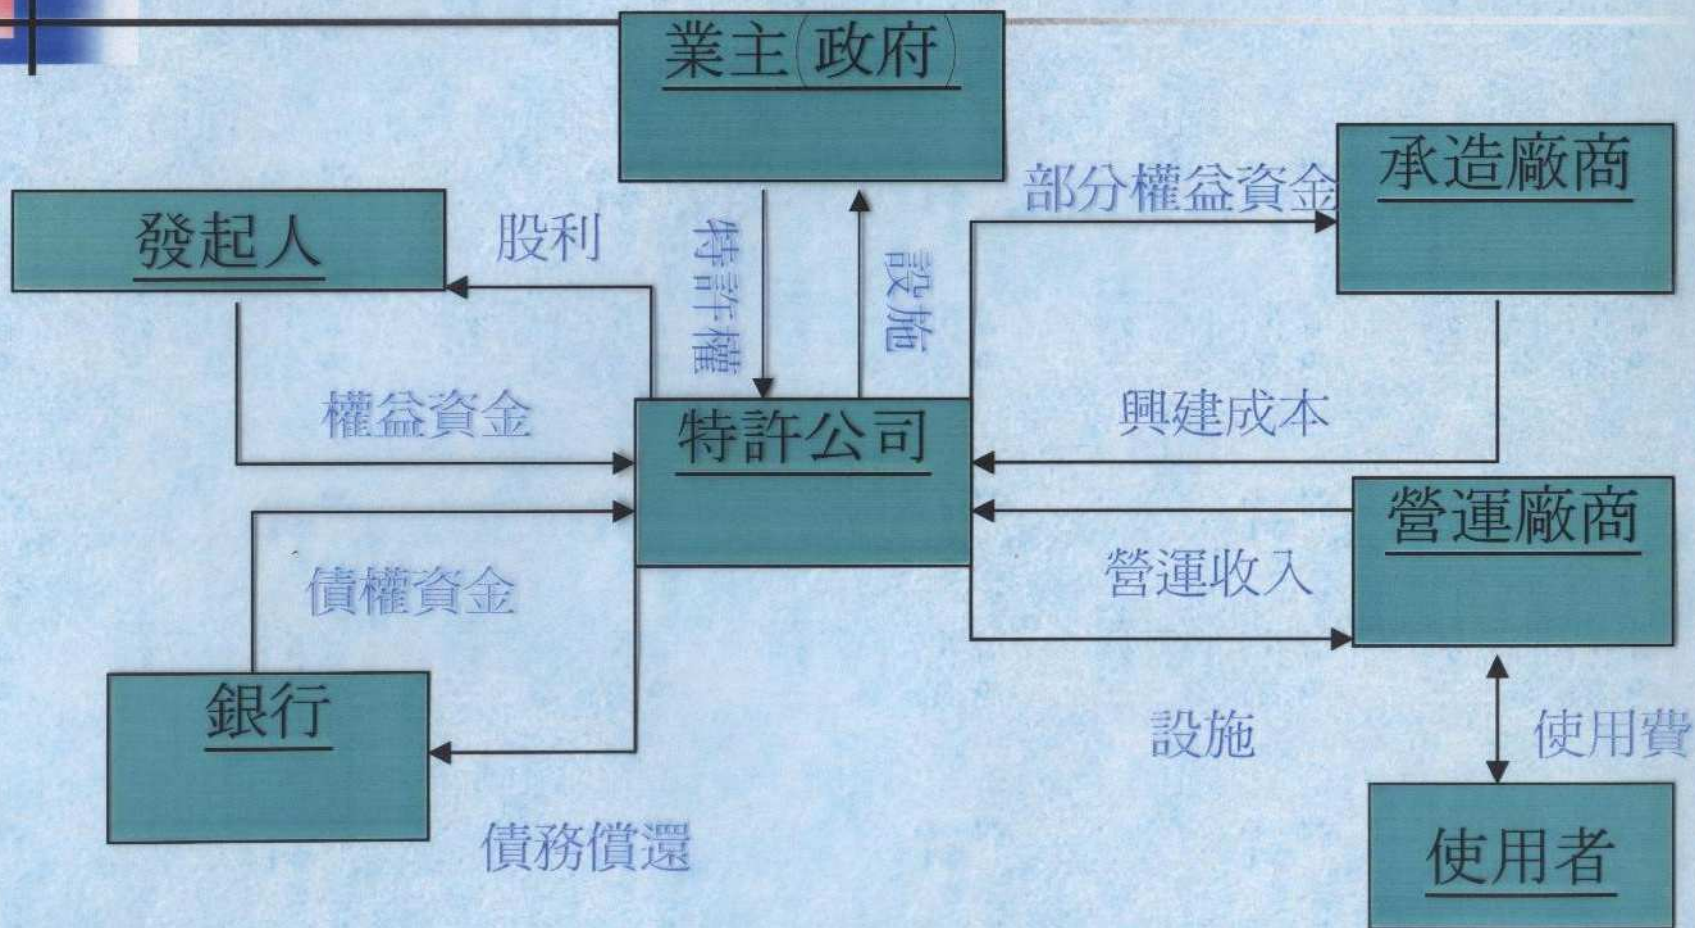 業主(政府)
部分權益資金
承造廠商
發起人
股利
特許權
設施
權益資金
特許公司
興建成本
營運廠商
債權資金
營運收入
銀行
設施
使用費
債務償還
使用者